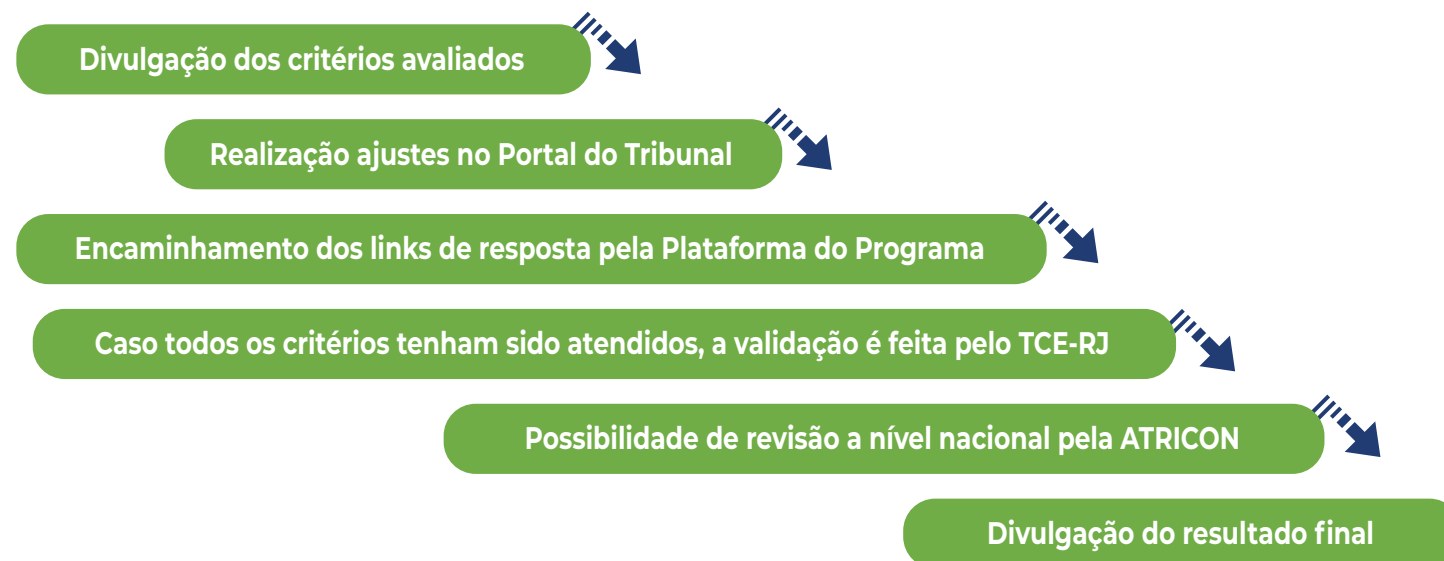 Divulgação dos critérios avaliados
Realização ajustes no Portal do Tribunal
Encaminhamento dos links de resposta pela Plataforma do Programa
Caso todos os critérios tenham sido atendidos, a validação é feita pelo TCE-RJ
Possibilidade de revisão a nível nacional pela ATRICON
Divulgação do resultado final